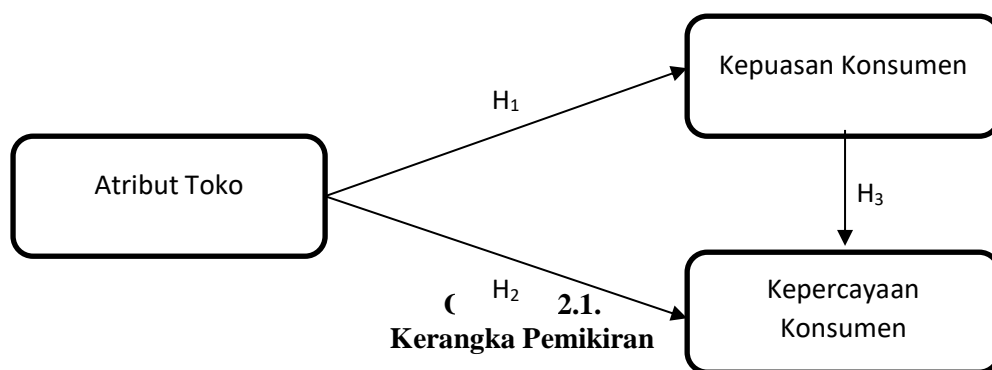 Kepuasan Konsumen
H₁
Atribut Toko
H₃
H₂
2.1.
Kerangka Pemikiran
Kepercayaan
Konsumen